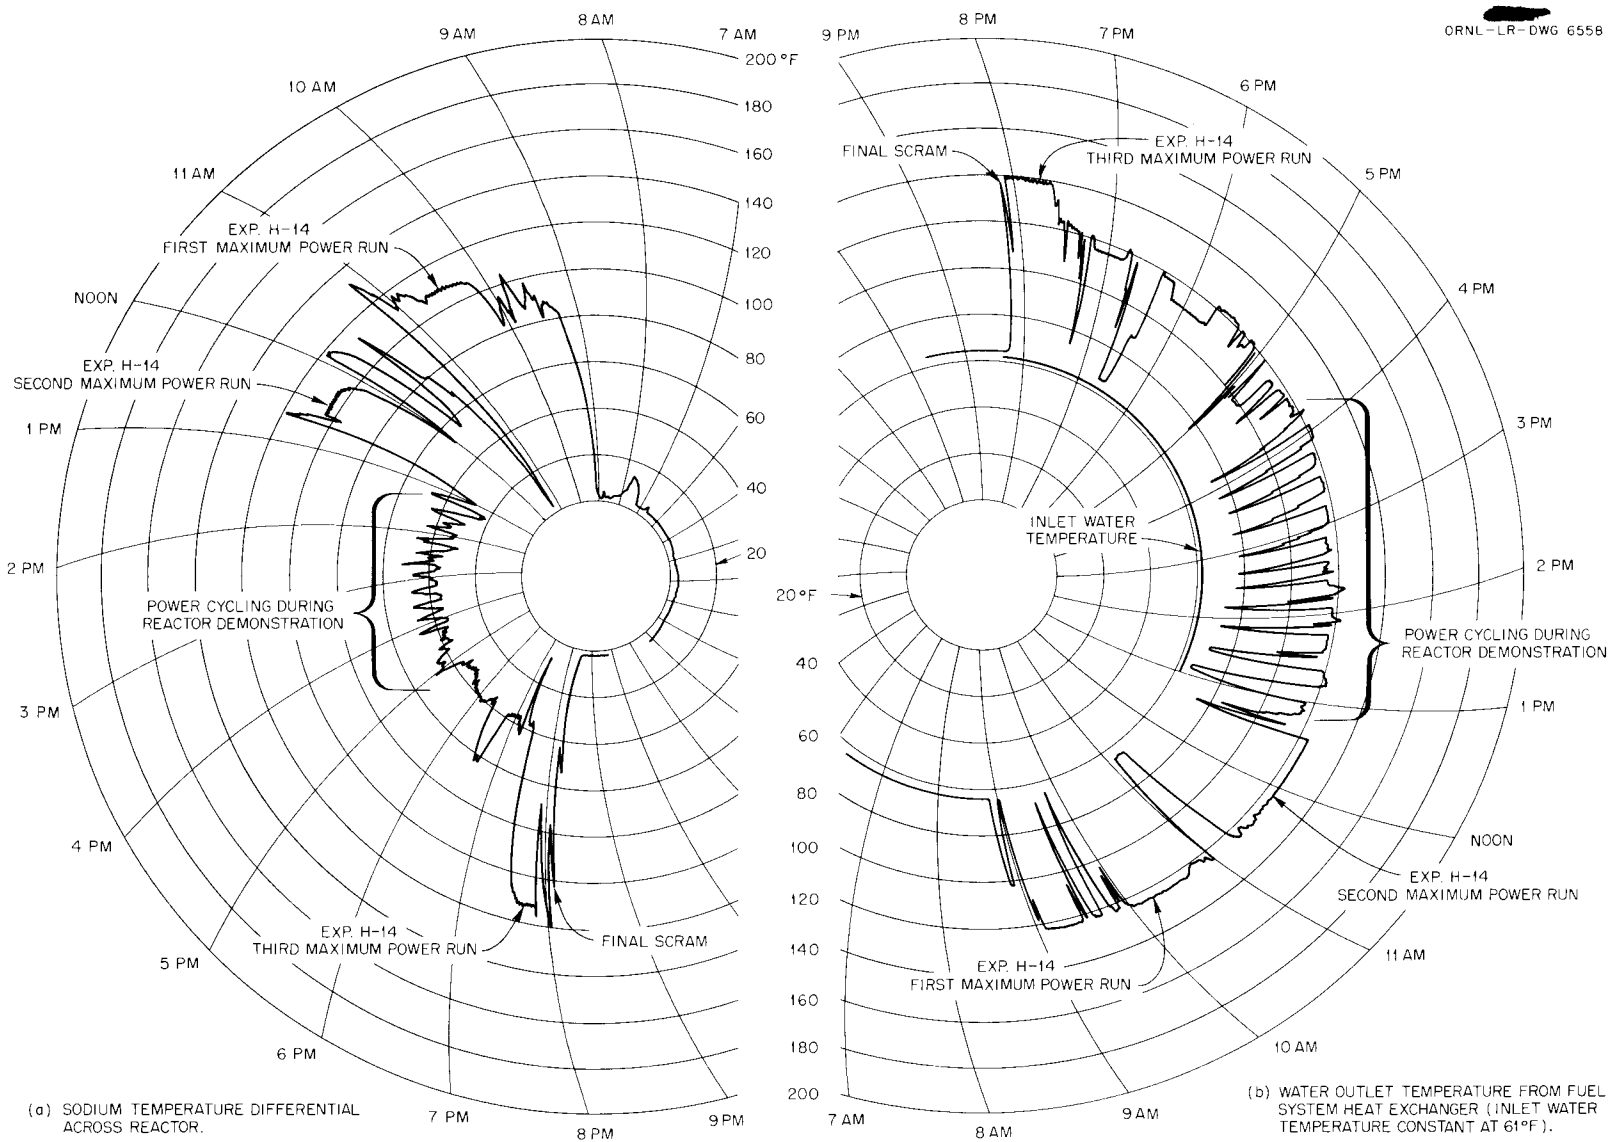 ORNL-LR-DWG 6558
8 AM
9 AM
7 AM
10 AM
11 AM
NOON
1 PM
2 PM
3 PM
4 PM
5 PM
6 PM
7 PM
8 PM
9 PM
200°F
180
160
140
120
100
80
60
40
20
EXP. H-14
FIRST MAXIMUM POWER RUN
EXP. H-14
SECOND MAXIMUM POWER RUN
POWER CYCLING DURING
REACTOR DEMONSTRATION
EXP. H-14
THIRD MAXIMUM POWER RUN
FINAL SCRAM
(a) SODIUM TEMPERATURE DIFFERENTIAL
ACROSS REACTOR.
9 PM
8 PM
7 PM
6 PM
5 PM
4 PM
3 PM
2 PM
1 PM
NOON
11 AM
10 AM
9 AM
8 AM
7 AM
FINAL SCRAM
EXP. H-14
THIRD MAXIMUM POWER RUN
INLET WATER
TEMPERATURE
POWER CYCLING DURING
REACTOR DEMONSTRATION
20°F
40
60
80
100
120
140
160
180
200
EXP. H-14
SECOND MAXIMUM POWER RUN
EXP. H-14
FIRST MAXIMUM POWER RUN
(b) WATER OUTLET TEMPERATURE FROM FUEL
SYSTEM HEAT EXCHANGER (INLET WATER
TEMPERATURE CONSTANT AT 61°F).